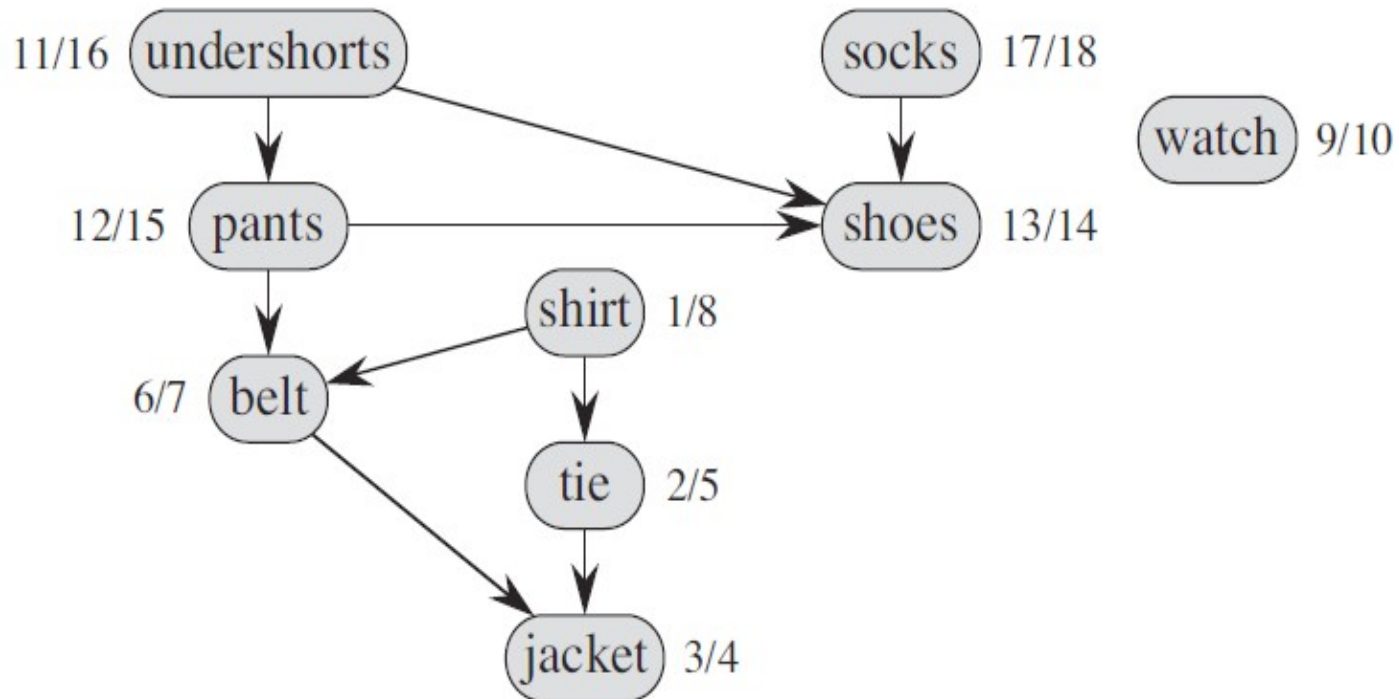 11/16 undershorts socks 17/18
watch 9/10
12/15 pants shoes 13/14
shirt 1/8
6/7 belt
tie 2/5
jacket 3/4